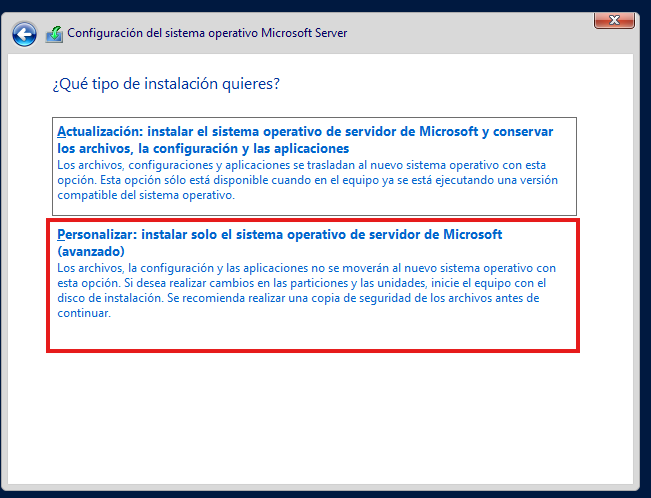 Configuración del sistema operativo Microsoft Server
¿Qué tipo de instalación quieres?
Actualización: instalar el sistema operativo de servidor de Microsoft y conservar
los archivos, la configuración y las aplicaciones
Los archivos, configuraciones y aplicaciones se trasladan al nuevo sistema operativo con esta
opción. Esta opción sólo está disponible cuando en el equipo ya se está ejecutando una versión
compatible del sistema operativo.
Personalizar: instalar solo el sistema operativo de servidor de Microsoft
(avanzado)
Los archivos, la configuración y las aplicaciones no se moverán al nuevo sistema operativo con
esta opción. Si desea realizar cambios en las particiones y las unidades, inicie el equipo con el
disco de instalación. Se recomienda realizar una copia de seguridad de los archivos antes de
continuar.